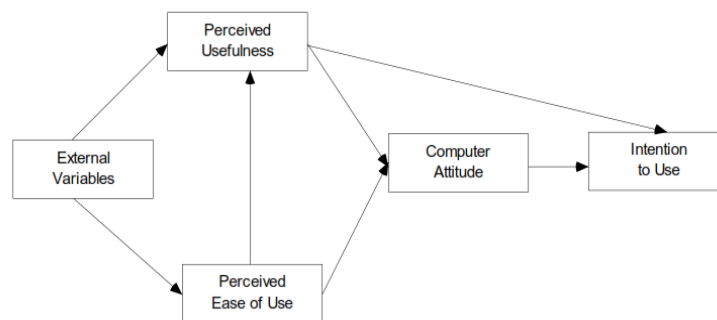 Perceived
Usefulness
External
Variables
Computer
Attitude
Intention
to Use
Perceived
Ease of Use